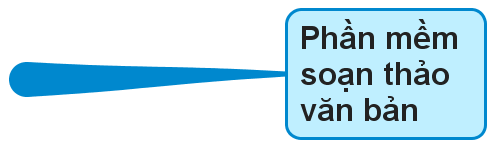 Phần mềm
soạn thảo
văn bản